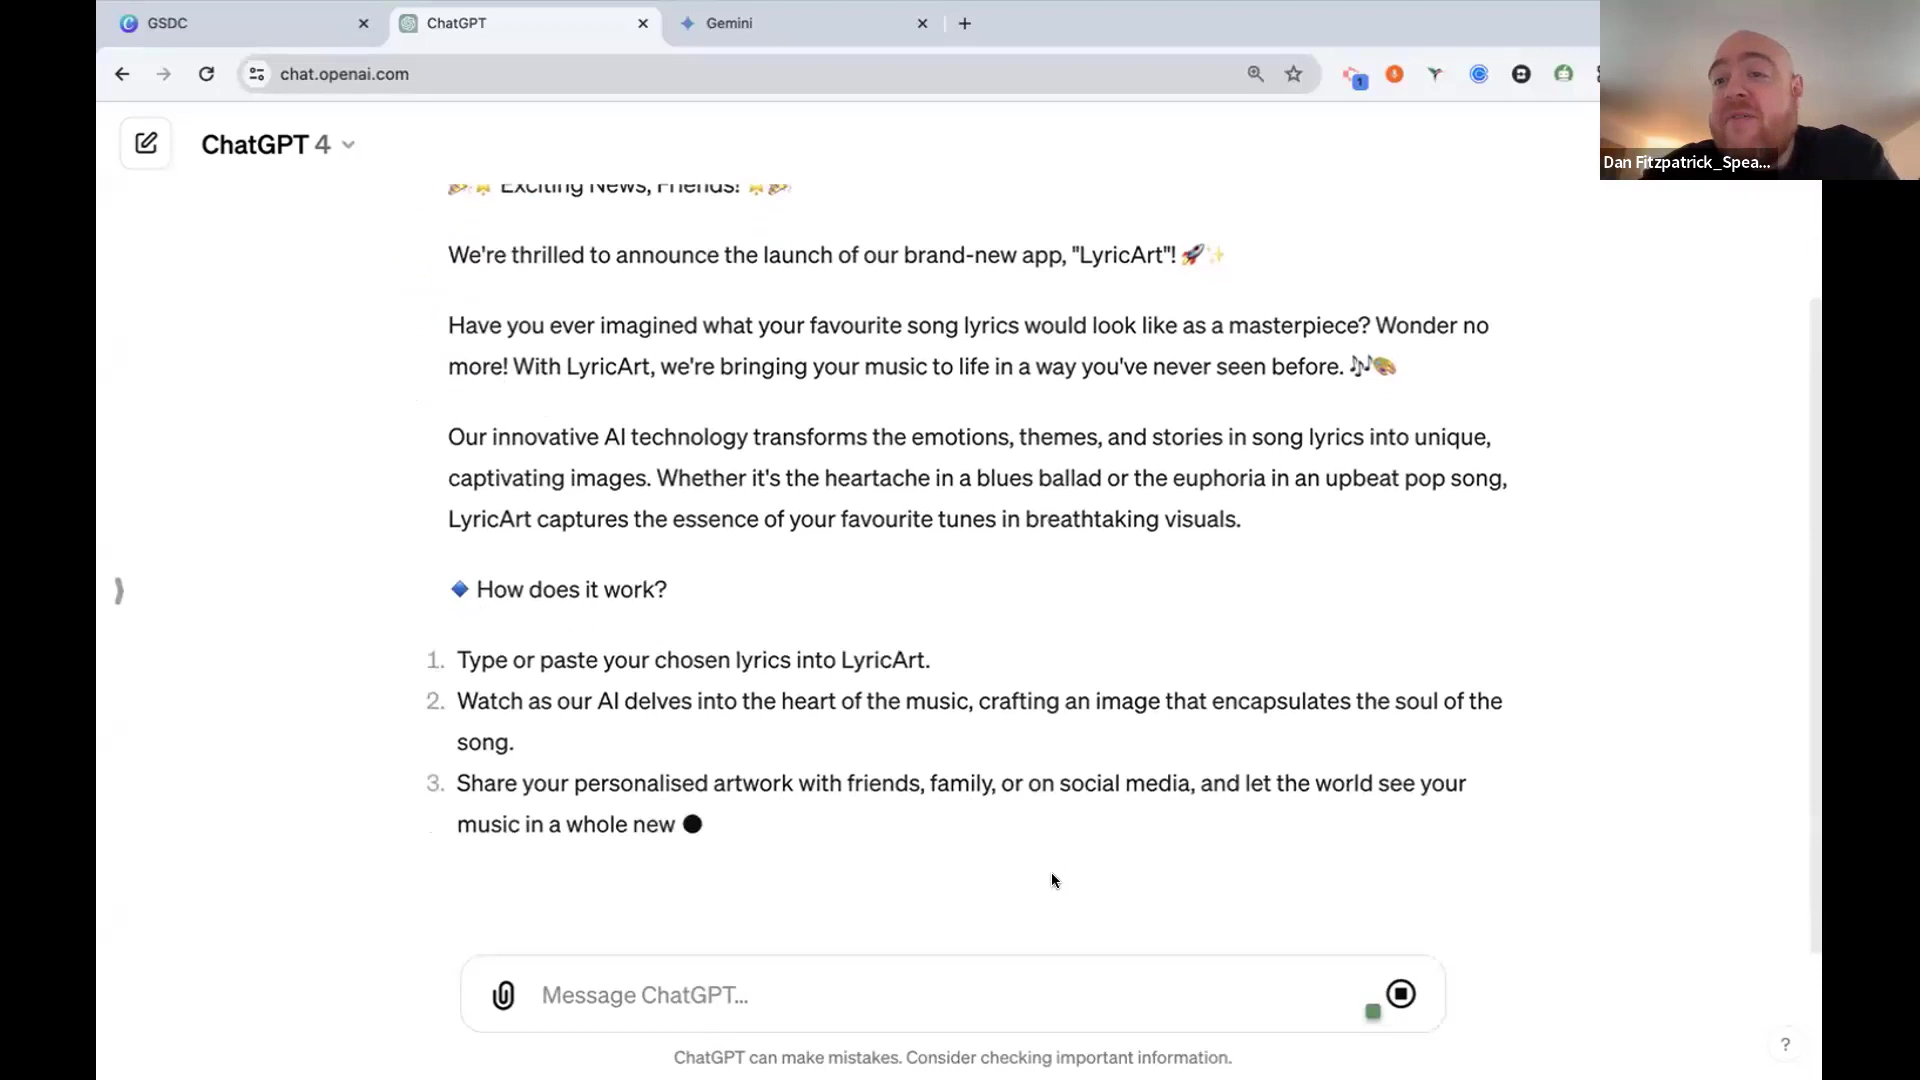 GSDC
ChatGPT
Gemini
chat.openai.com
1
Dan Fitzpatrick_Spea...
ChatGPT 4
🎉🌟 Exciting News, Friends! 🌟🎉
We're thrilled to announce the launch of our brand-new app, "LyricArt"! 🚀✨
Have you ever imagined what your favourite song lyrics would look like as a masterpiece? Wonder no
more! With LyricArt, we're bringing your music to life in a way you've never seen before. 🎶🎨
Our innovative AI technology transforms the emotions, themes, and stories in song lyrics into unique,
captivating images. Whether it's the heartache in a blues ballad or the euphoria in an upbeat pop song,
LyricArt captures the essence of your favourite tunes in breathtaking visuals.
🔹 How does it work?
1. Type or paste your chosen lyrics into LyricArt.
2. Watch as our AI delves into the heart of the music, crafting an image that encapsulates the soul of the
song.
3. Share your personalised artwork with friends, family, or on social media, and let the world see your
music in a whole new
Message ChatGPT...
ChatGPT can make mistakes. Consider checking important information.
?